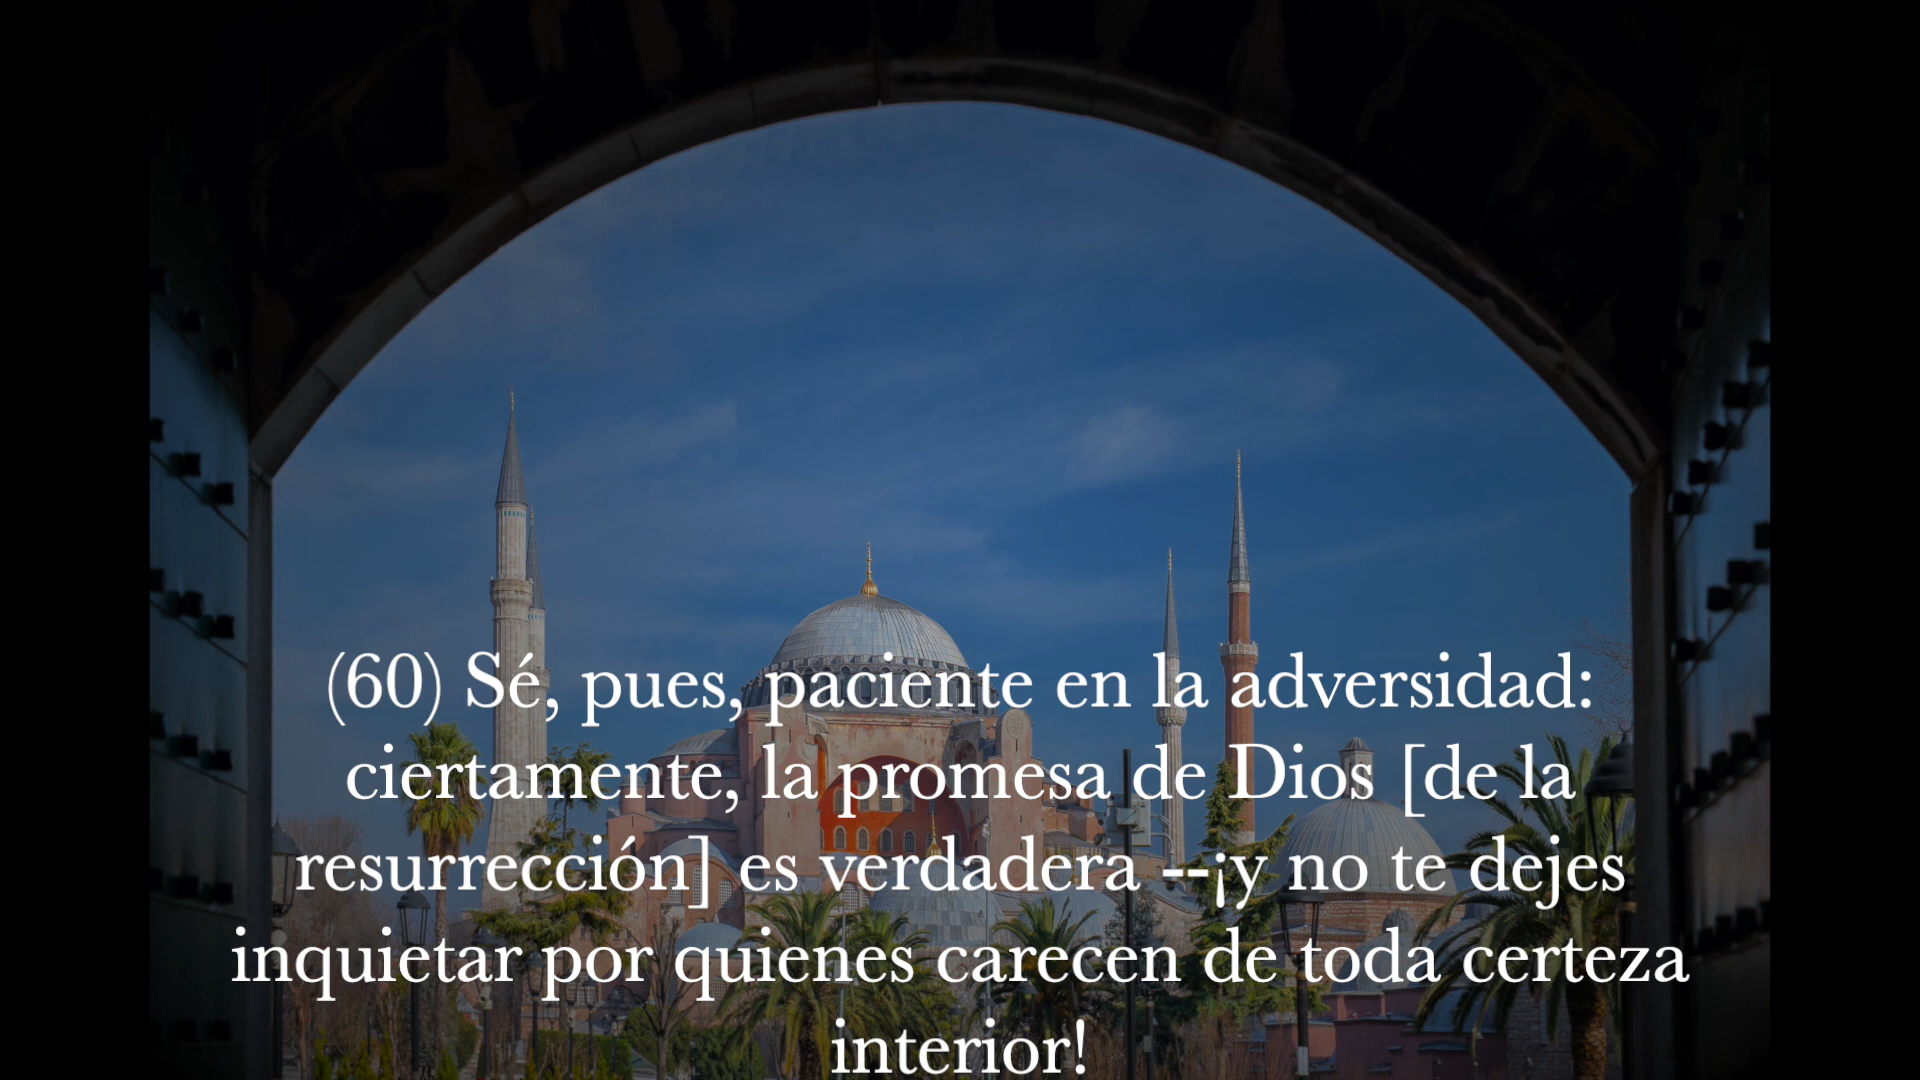 (60) Sé, pues, paciente en la adversidad:
ciertamente, la promesa de Dios [de la
resurrección] es verdadera --¡y no te dejes
inquietar por quienes carecen de toda certeza
interior!